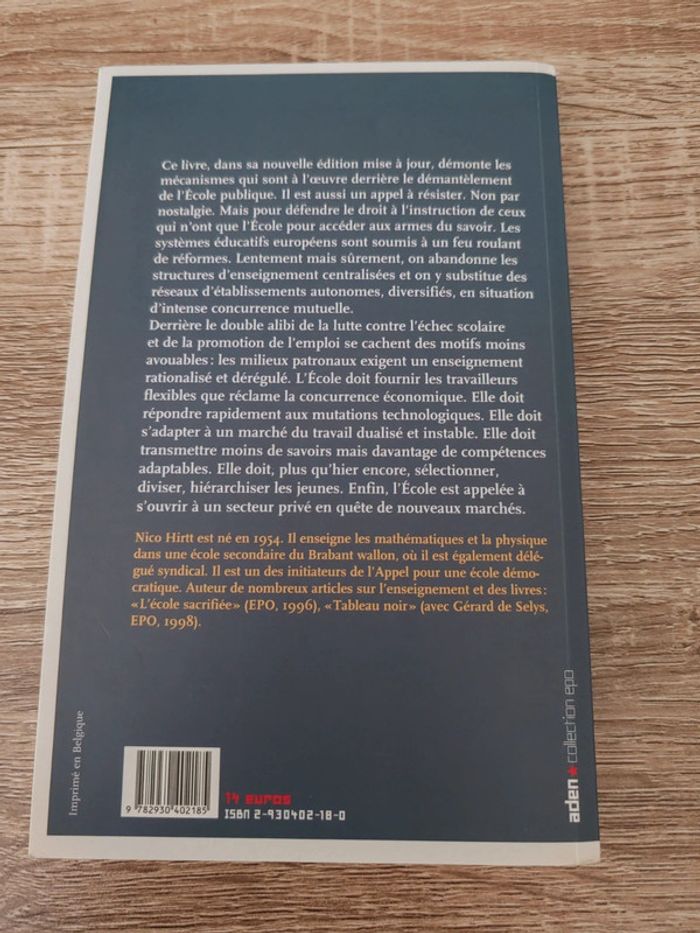 Ce livre, dans sa nouvelle édition mise à jour, démonte les
mécanismes qui sont à l'œuvre derrière le démantèlement
de l'École publique. Il est aussi un appel à résister. Non par
nostalgie. Mais pour défendre le droit à l'instruction de ceux
qui n'ont que l'École pour accéder aux armes du savoir. Les
systèmes éducatifs européens sont soumis à un feu roulant
de réformes. Lentement mais sûrement, on abandonne les
structures d'enseignement centralisées et on y substitue des
réseaux d'établissements autonomes, diversifiés, en situation
d'intense concurrence mutuelle.
Derrière le double alibi de la lutte contre l'échec scolaire
et de la promotion de l'emploi se cachent des motifs moins
avouables : les milieux patronaux exigent un enseignement
rationalisé et dérégulé. L'École doit fournir les travailleurs
flexibles que réclame la concurrence économique. Elle doit
répondre rapidement aux mutations technologiques. Elle doit
s'adapter à un marché du travail dualisé et instable. Elle doit
transmettre moins de savoirs mais davantage de compétences
adaptables. Elle doit, plus qu'hier encore, sélectionner,
diviser, hiérarchiser les jeunes. Enfin, l'École est appelée à
s'ouvrir à un secteur privé en quête de nouveaux marchés.
Nico Hirtt est né en 1954. Il enseigne les mathématiques et la physique
dans une école secondaire du Brabant wallon, où il est également délé-
gué syndical. Il est un des initiateurs de l'Appel pour une école démo-
cratique. Auteur de nombreux articles sur l'enseignement et des livres :
«L'école sacrifiée» (EPO, 1996), «Tableau noir» (avec Gérard de Selys,
EPO, 1998).
Imprimé en Belgique
9 782930 402185
14 euros
ISBN 2-930402-18-0
aden collection epo